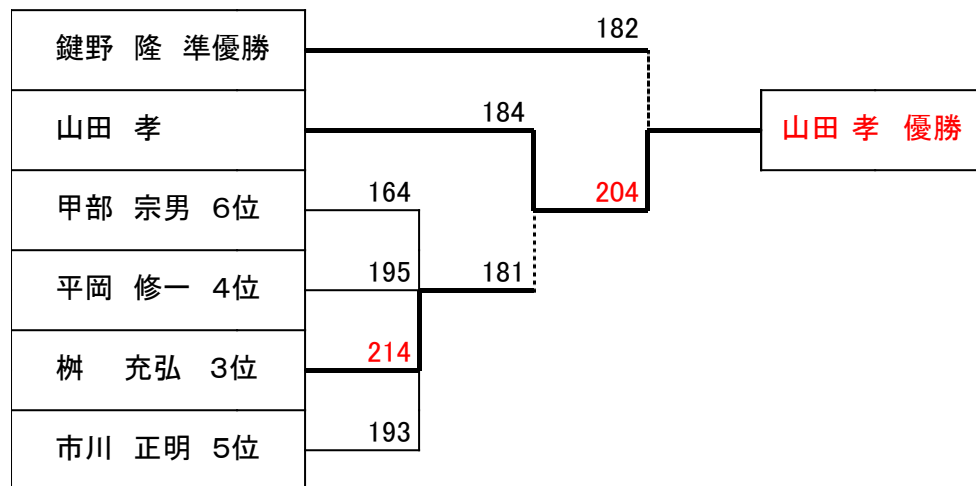 鍵野　隆　準優勝
182
山田　孝
184
山田 孝　優勝
甲部　宗男　６位
164
204
平岡　修一　４位
195
181
桝　充弘　３位
214
市川　正明　５位
193